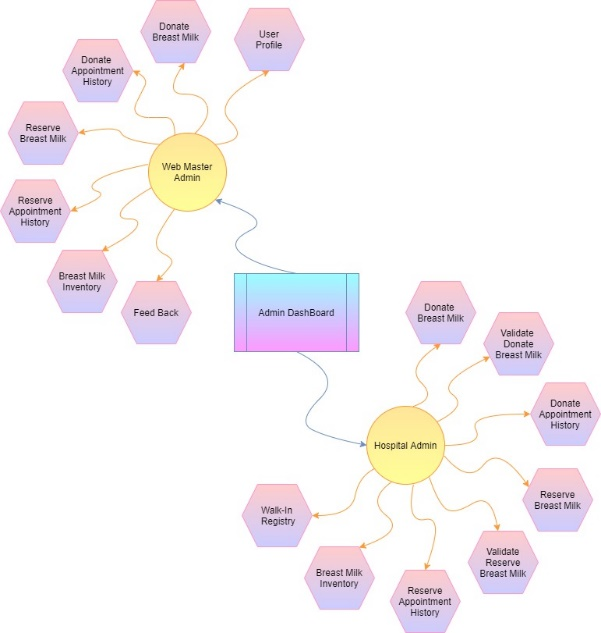 Donate
Breast Milk
User
Profile
Donate
Appointment
History
Reserve
Breast Milk
Web Master
Admin
Reserve
Appointment
History
Breast Milk
Inventory
Feed Back
Admin DashBoard
Donate
Breast Milk
Validate
Donate
Breast Milk
Donate
Appointment
History
Hospital Admin
Reserve
Breast Milk
Walk-In
Registry
Validate
Reserve
Breast Milk
Breast Milk
Inventory
Reserve
Appointment
History